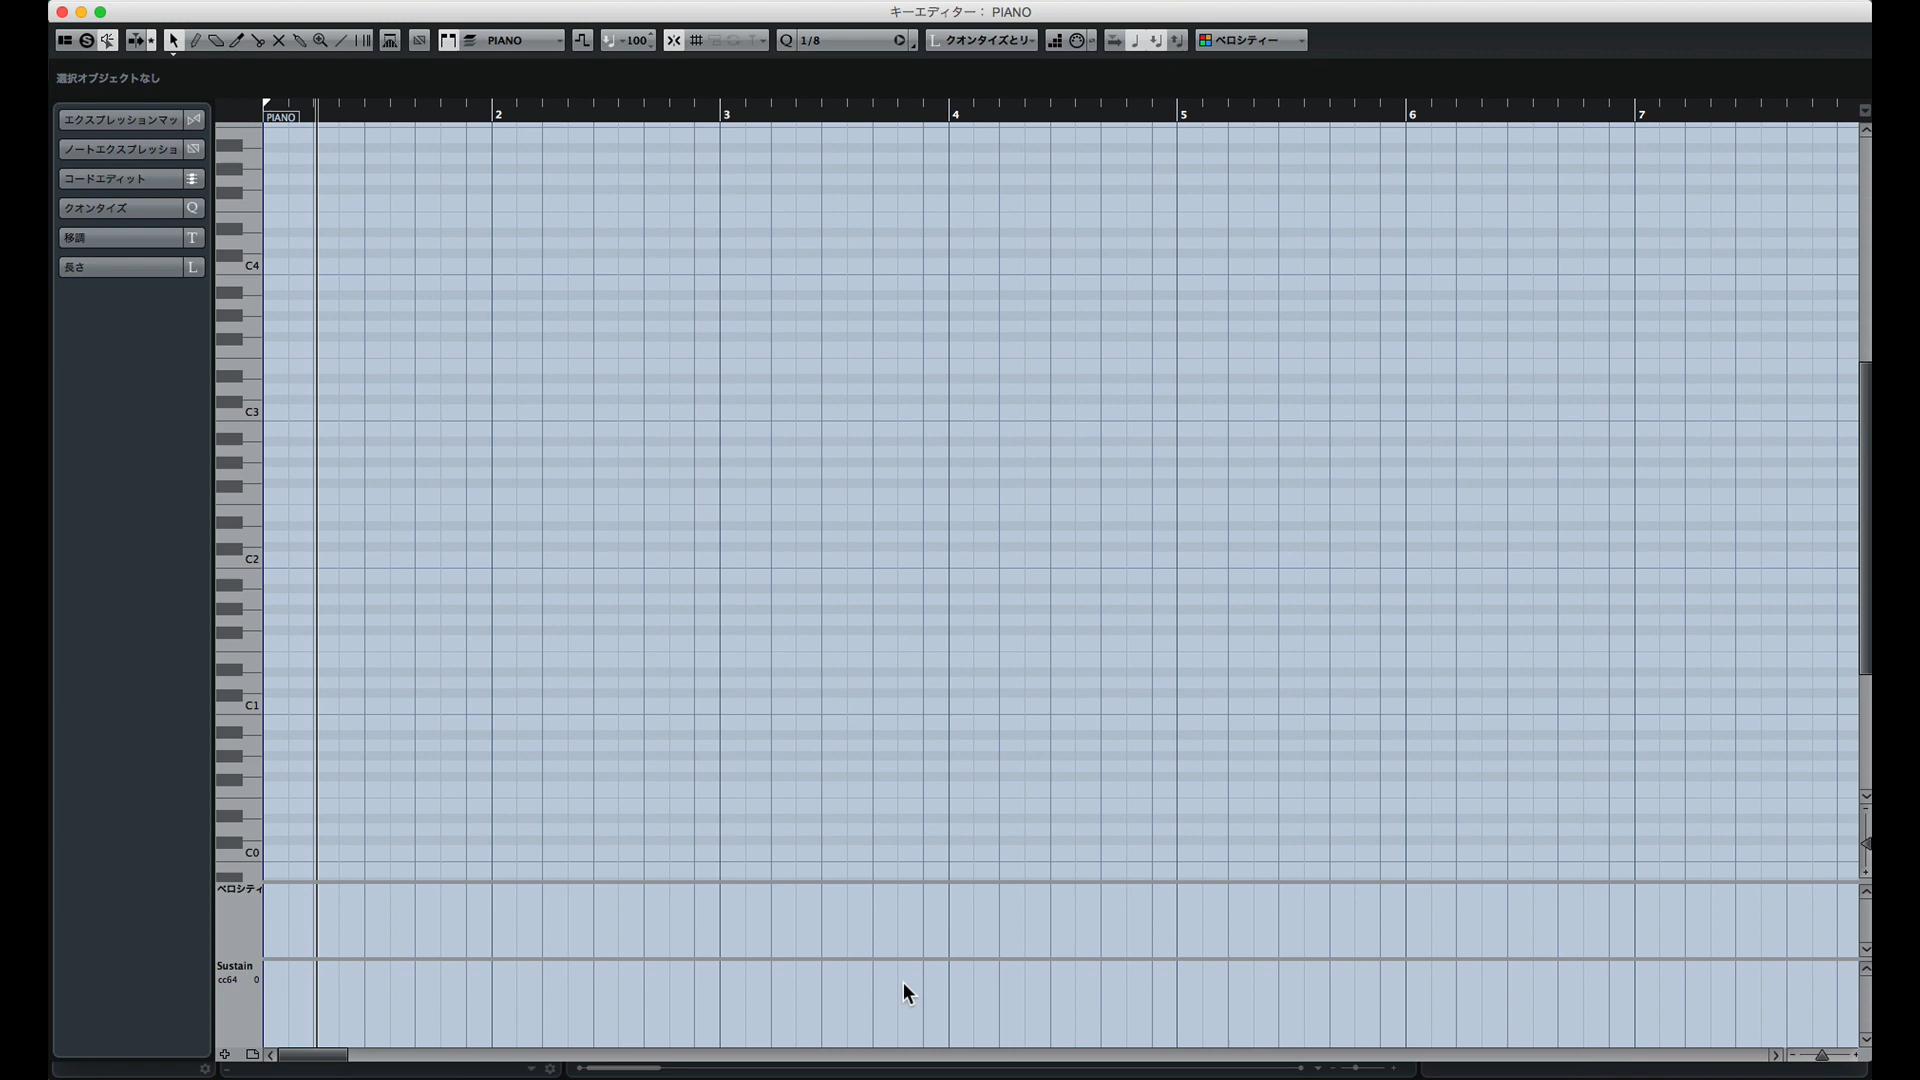 キーエディター： PIANO
PIANO
100
Q 1/8
L クオンタイズとリ
ベロシティー
選択オブジェクトなし
エクスプレッションマッ
ノートエクスプレッショ
コードエディット
クオンタイズ Q
移調 T
長さ L
PIANO
2
3
4
5
6
7
C4
C3
C2
C1
C0
ベロシティ
Sustain
cc64 0